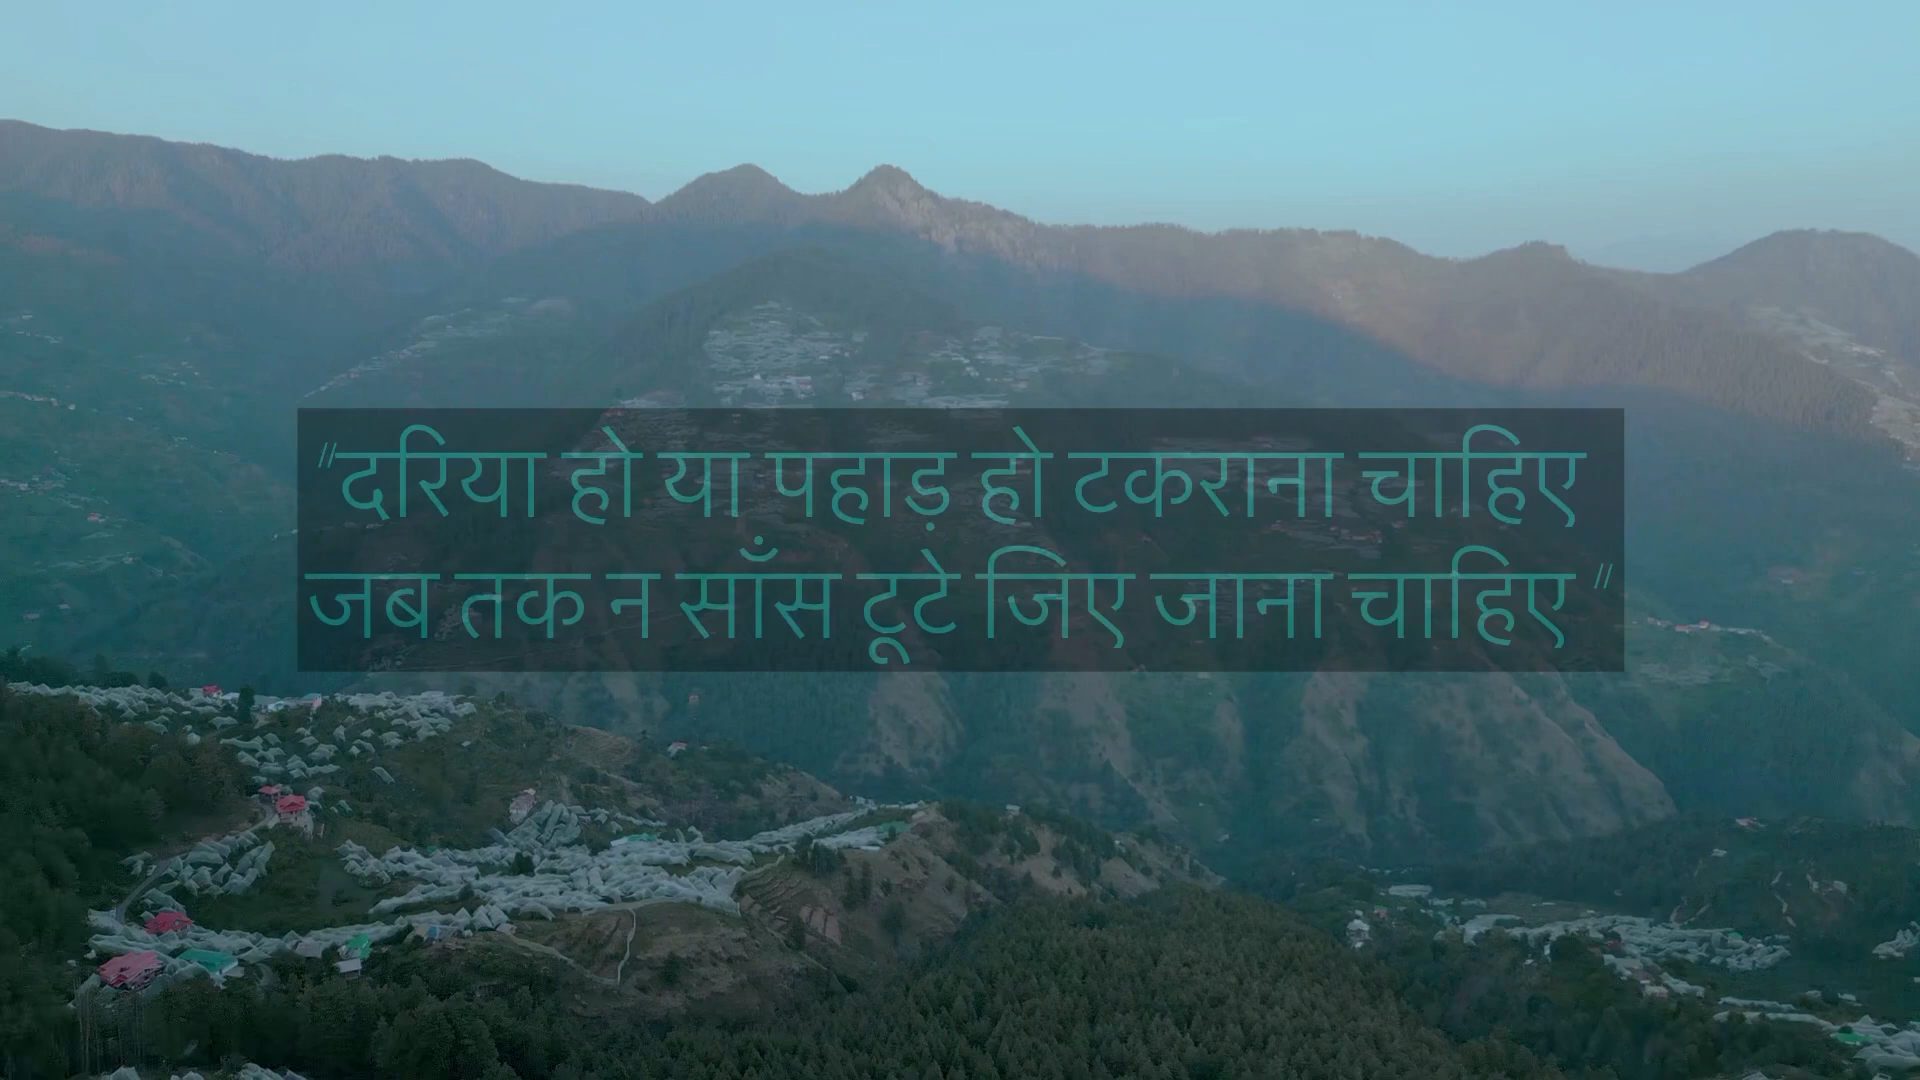 "दरिया हो या पहाड़ हो टकराना चाहिए
जब तक न साँस टूटे जिए जाना चाहिए "